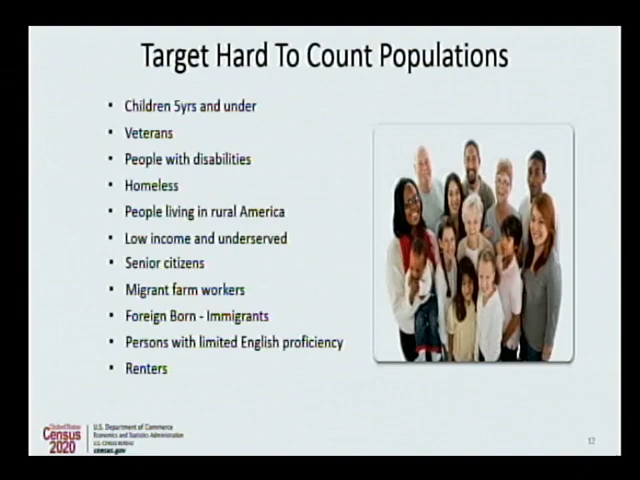 Target Hard To Count Populations
• Children 5yrs and under
• Veterans
• People with disabilities
• Homeless
• People living in rural America
• Low income and underserved
• Senior citizens
• Migrant farm workers
• Foreign Born - Immigrants
• Persons with limited English proficiency
• Renters
United States
Census
2020
U.S. Department of Commerce
Economics and Statistics Administration
U.S. CENSUS BUREAU
census.gov
12